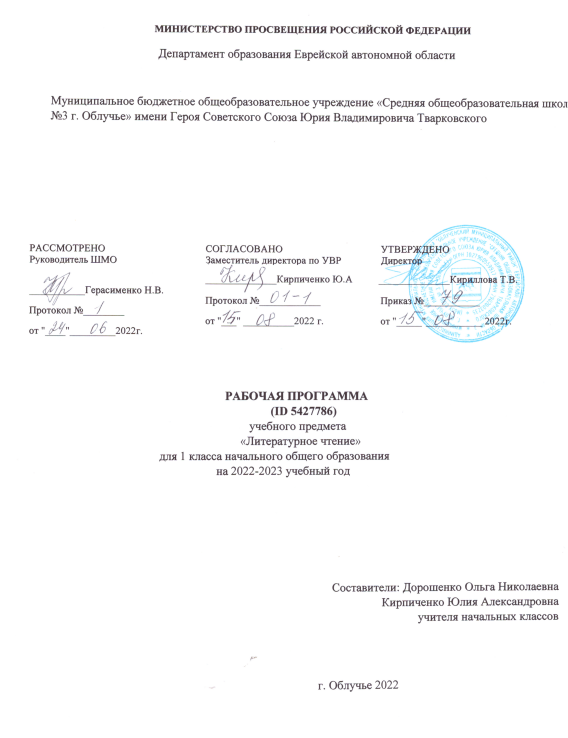 МИНИСТЕРСТВО ПРОСВЕЩЕНИЯ РОССИЙСКОЙ ФЕДЕРАЦИИ
Департамент образования Еврейской автономной области
Муниципальное бюджетное общеобразовательное учреждение «Средняя общеобразовательная школ
№3 г. Облучье» имени Героя Советского Союза Юрия Владимировича Тварковского
РАССМОТРЕНО
Руководитель ШМО
Герасименко Н.В.
Протокол № 1
от "24" 06 2022г.
СОГЛАСОВАНО
Заместитель директора по УВР
Кирпиченко Ю.А
Протокол № 01-1
от "15" 08 2022 г.
УТВЕРЖДЕНО
Директор
Кириллова Т.В.
Приказ № 79
от "15" 08 2022г.
РАБОЧАЯ ПРОГРАММА
(ID 5427786)
учебного предмета
«Литературное чтение»
для 1 класса начального общего образования
на 2022-2023 учебный год
Составители: Дорошенко Ольга Николаевна
Кирпиченко Юлия Александровна
учителя начальных классов
г. Облучье 2022